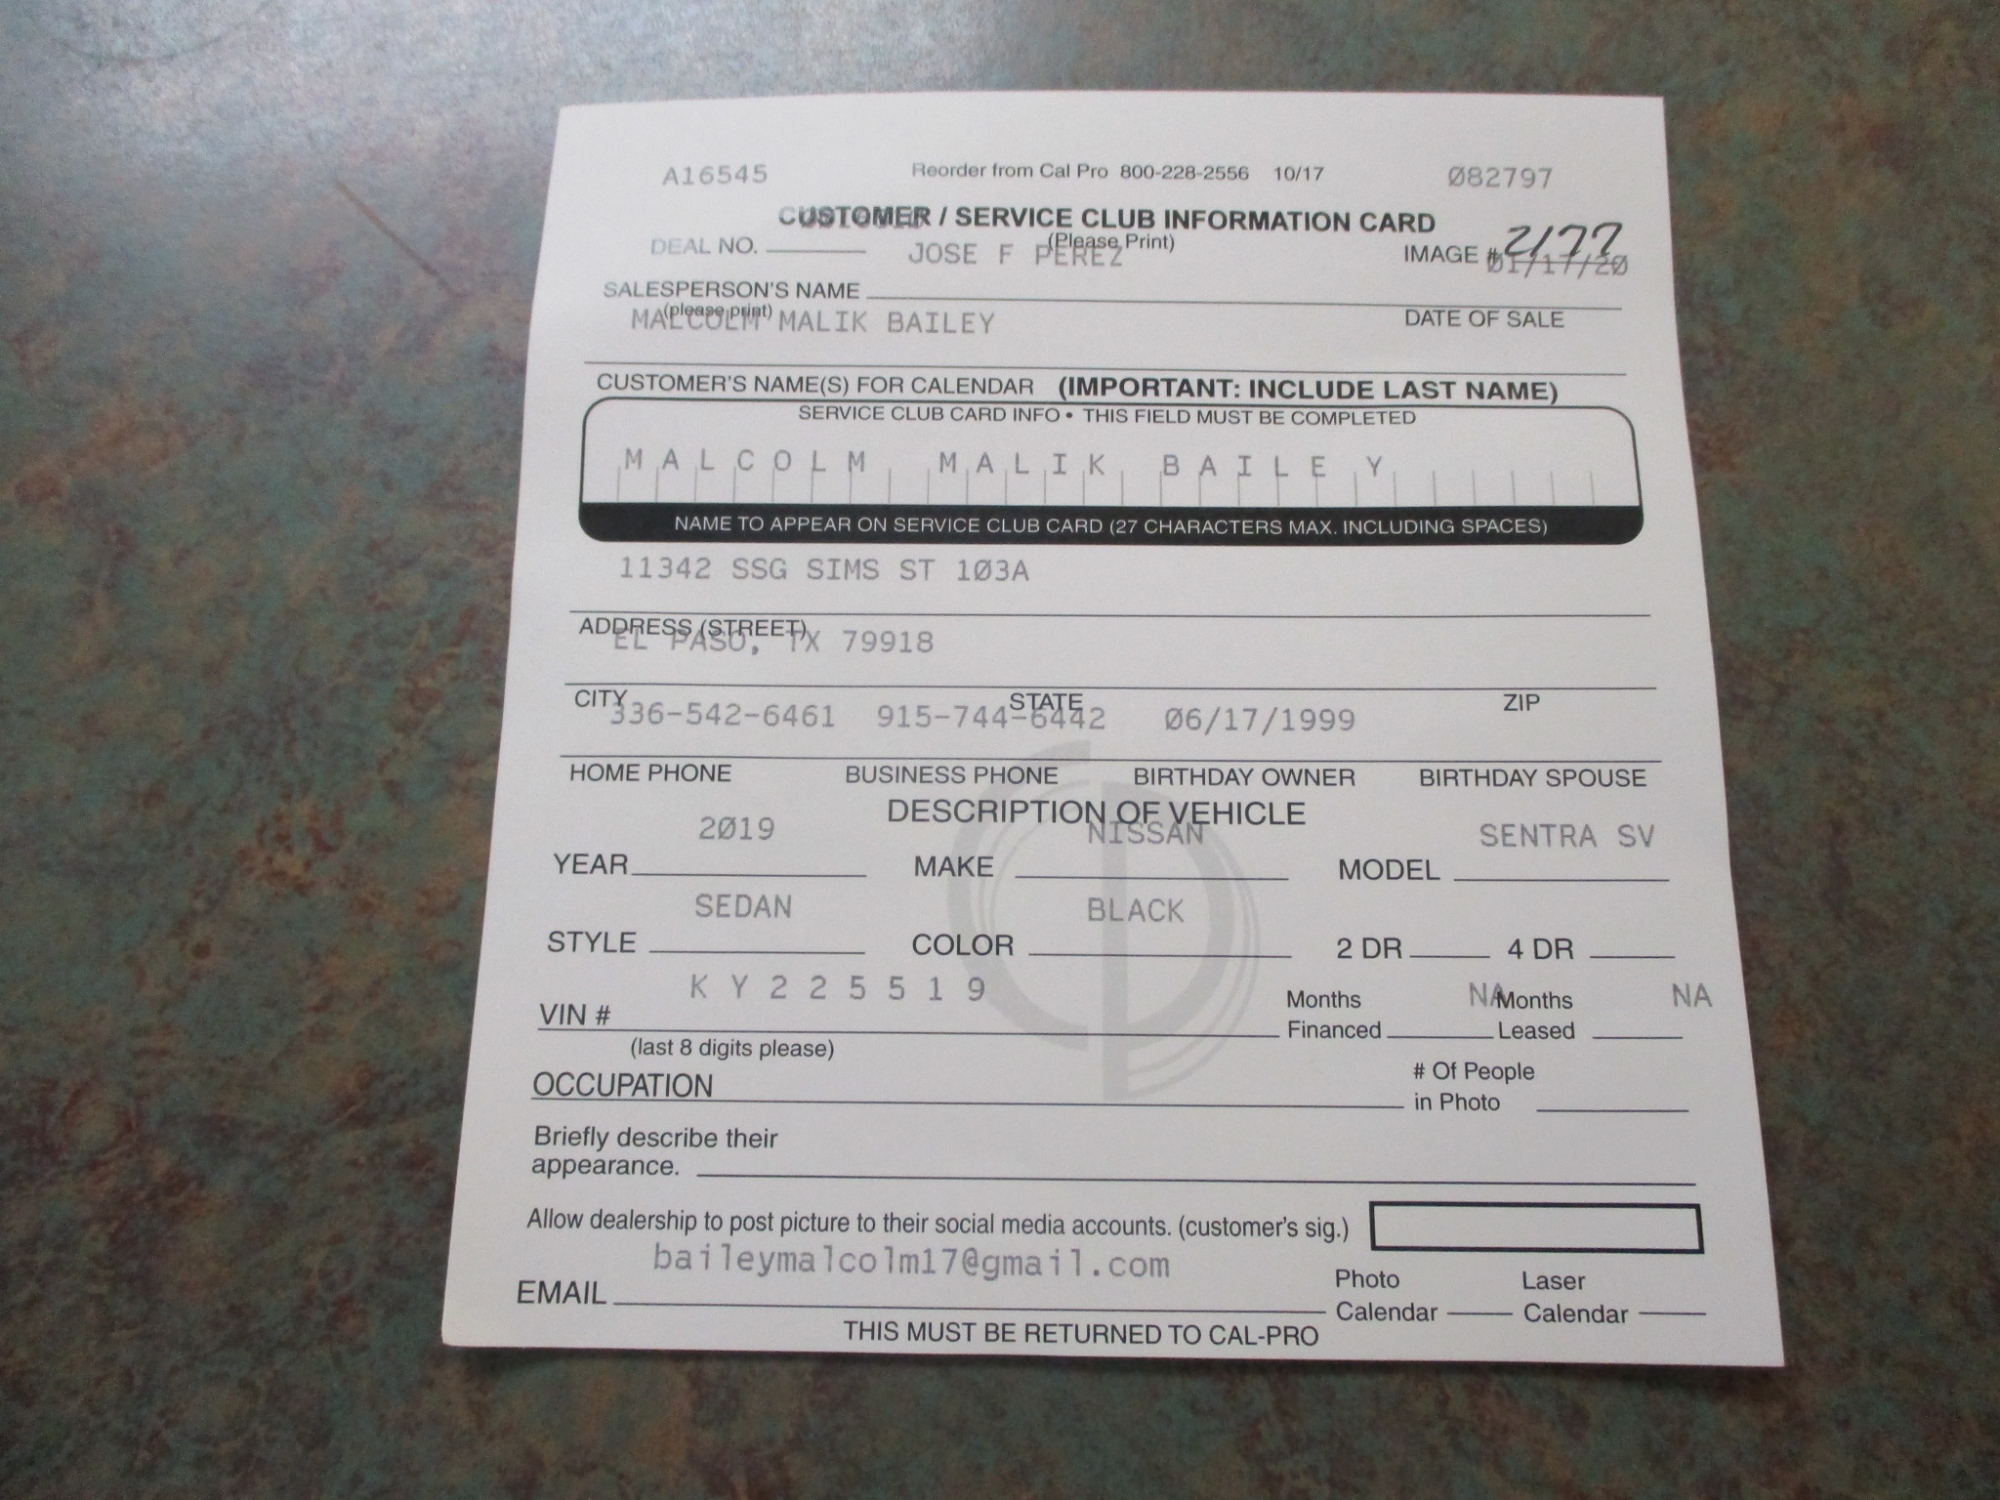 A16545 Reorder from Cal Pro 800-228-2556 10/17 Ø82797
CUSTOMER / SERVICE CLUB INFORMATION CARD
(Please Print)
DEAL NO. JOSE F PEREZ IMAGE # 2177
Ø1/17/2Ø
SALESPERSON'S NAME
(please print)
MALCOLM MALIK BAILEY DATE OF SALE
CUSTOMER'S NAME(S) FOR CALENDAR (IMPORTANT: INCLUDE LAST NAME)
SERVICE CLUB CARD INFO • THIS FIELD MUST BE COMPLETED
MALCOLM MALIK BAILEY
NAME TO APPEAR ON SERVICE CLUB CARD (27 CHARACTERS MAX. INCLUDING SPACES)
11342 SSG SIMS ST 1Ø3A
ADDRESS (STREET)
EL PASO, TX 79918
CITY STATE ZIP
336-542-6461 915-744-6442 Ø6/17/1999
HOME PHONE BUSINESS PHONE BIRTHDAY OWNER BIRTHDAY SPOUSE
DESCRIPTION OF VEHICLE
2Ø19 NISSAN SENTRA SV
YEAR MAKE MODEL
SEDAN BLACK
STYLE COLOR 2 DR 4 DR
KY225519 NA NA
VIN # Months Financed Months Leased
(last 8 digits please)
OCCUPATION # Of People in Photo
Briefly describe their
appearance.
Allow dealership to post picture to their social media accounts. (customer's sig.)
baileymalcolm17@gmail.com
EMAIL Photo Calendar Laser Calendar
THIS MUST BE RETURNED TO CAL-PRO